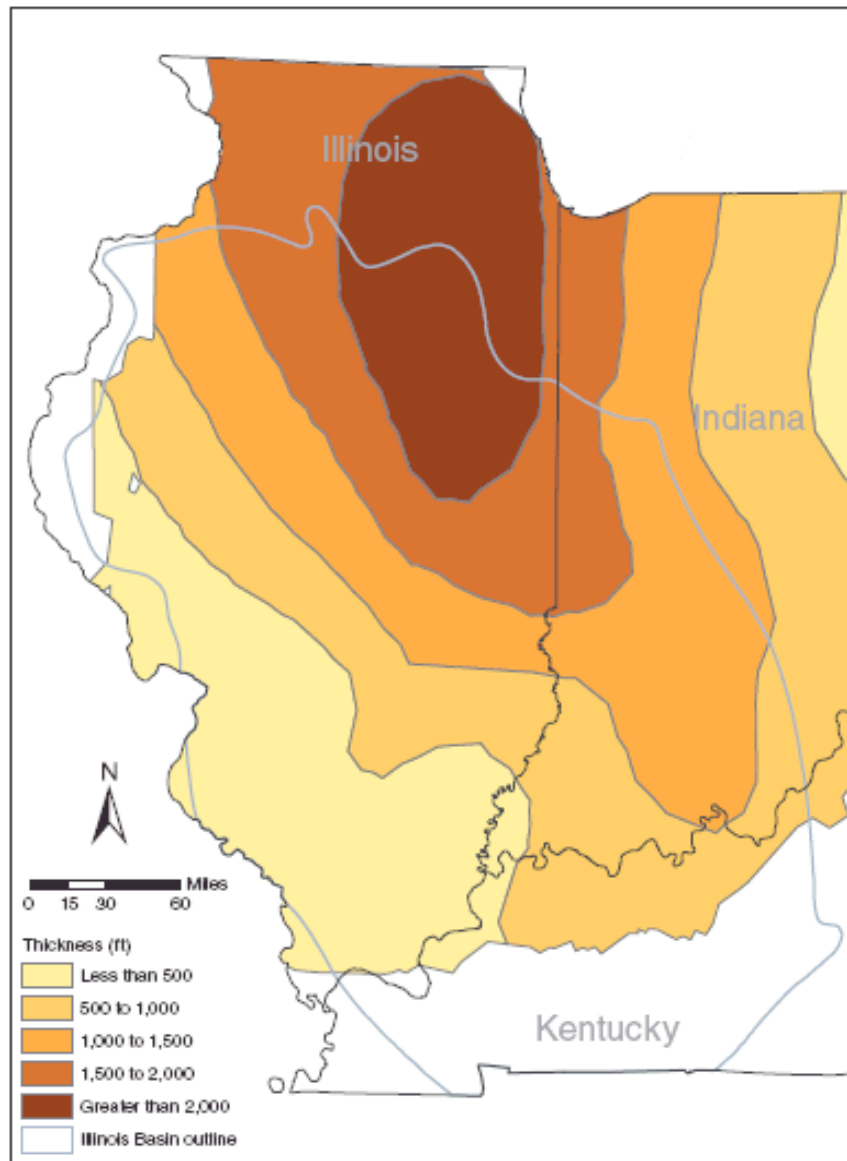 Illinois
Indiana
N
Miles
0 15 30 60
Thickness (ft)
Less than 500
500 to 1,000
1,000 to 1,500
1,500 to 2,000
Greater than 2,000
Illinois Basin outline
Kentucky